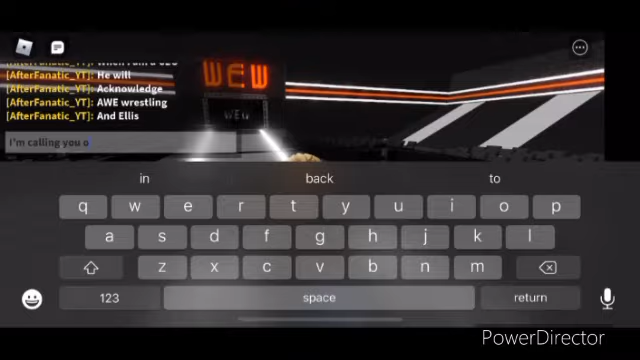 [AfterFanatic_YT]: He will
[AfterFanatic_YT]: Acknowledge
[AfterFanatic_YT]: AWE wrestling
[AfterFanatic_YT]: And Ellis
I'm calling you o
WEW
WEW
in back to
q w e r t y u i o p
a s d f g h j k l
z x c v b n m
123 space return
PowerDirector